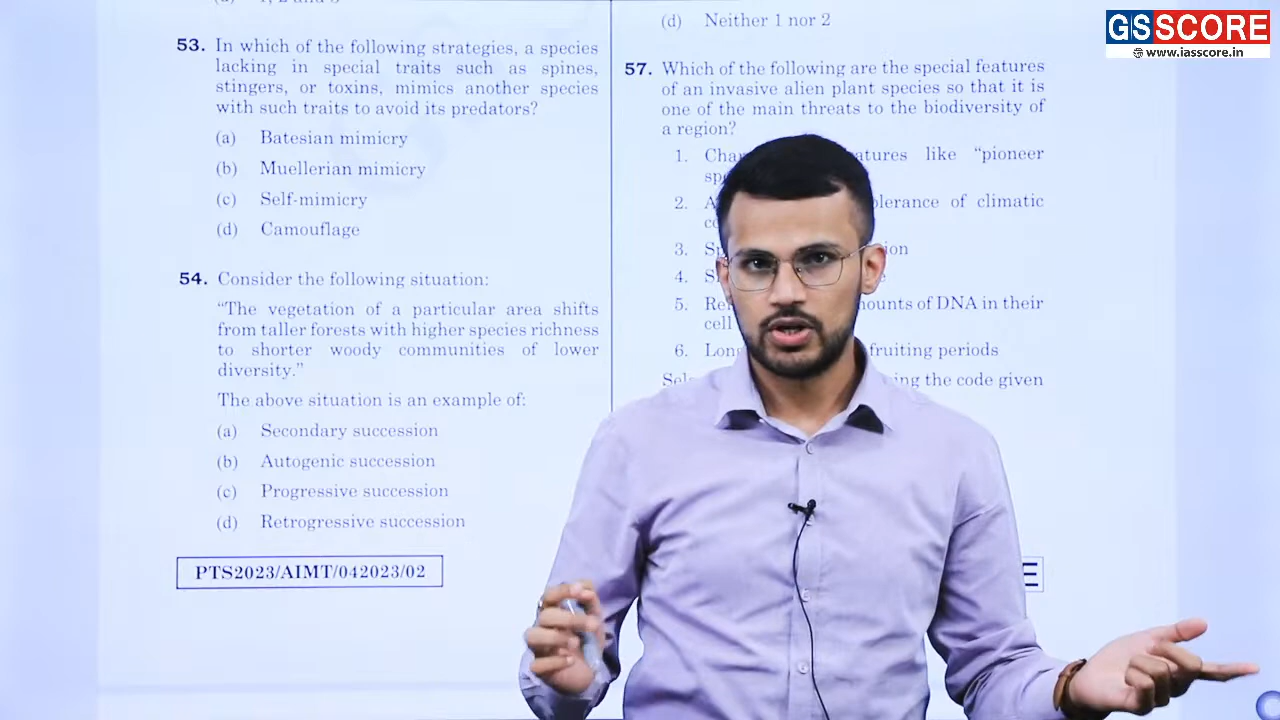 (d) 1, 2 and 3
53. In which of the following strategies, a species
lacking in special traits such as spines,
stingers, or toxins, mimics another species
with such traits to avoid its predators?
(a) Batesian mimicry
(b) Muellerian mimicry
(c) Self-mimicry
(d) Camouflage
54. Consider the following situation:
“The vegetation of a particular area shifts
from taller forests with higher species richness
to shorter woody communities of lower
diversity.”
The above situation is an example of:
(a) Secondary succession
(b) Autogenic succession
(c) Progressive succession
(d) Retrogressive succession
PTS2023/AIMT/042023/02
(d) Neither 1 nor 2
57. Which of the following are the special features
of an invasive alien plant species so that it is
one of the main threats to the biodiversity of
a region?
1. like “pioneer
2. of climatic
3.
4.
5. of DNA in their
cell
6. fruiting periods
the code given
GSSCORE
www.iasscore.in